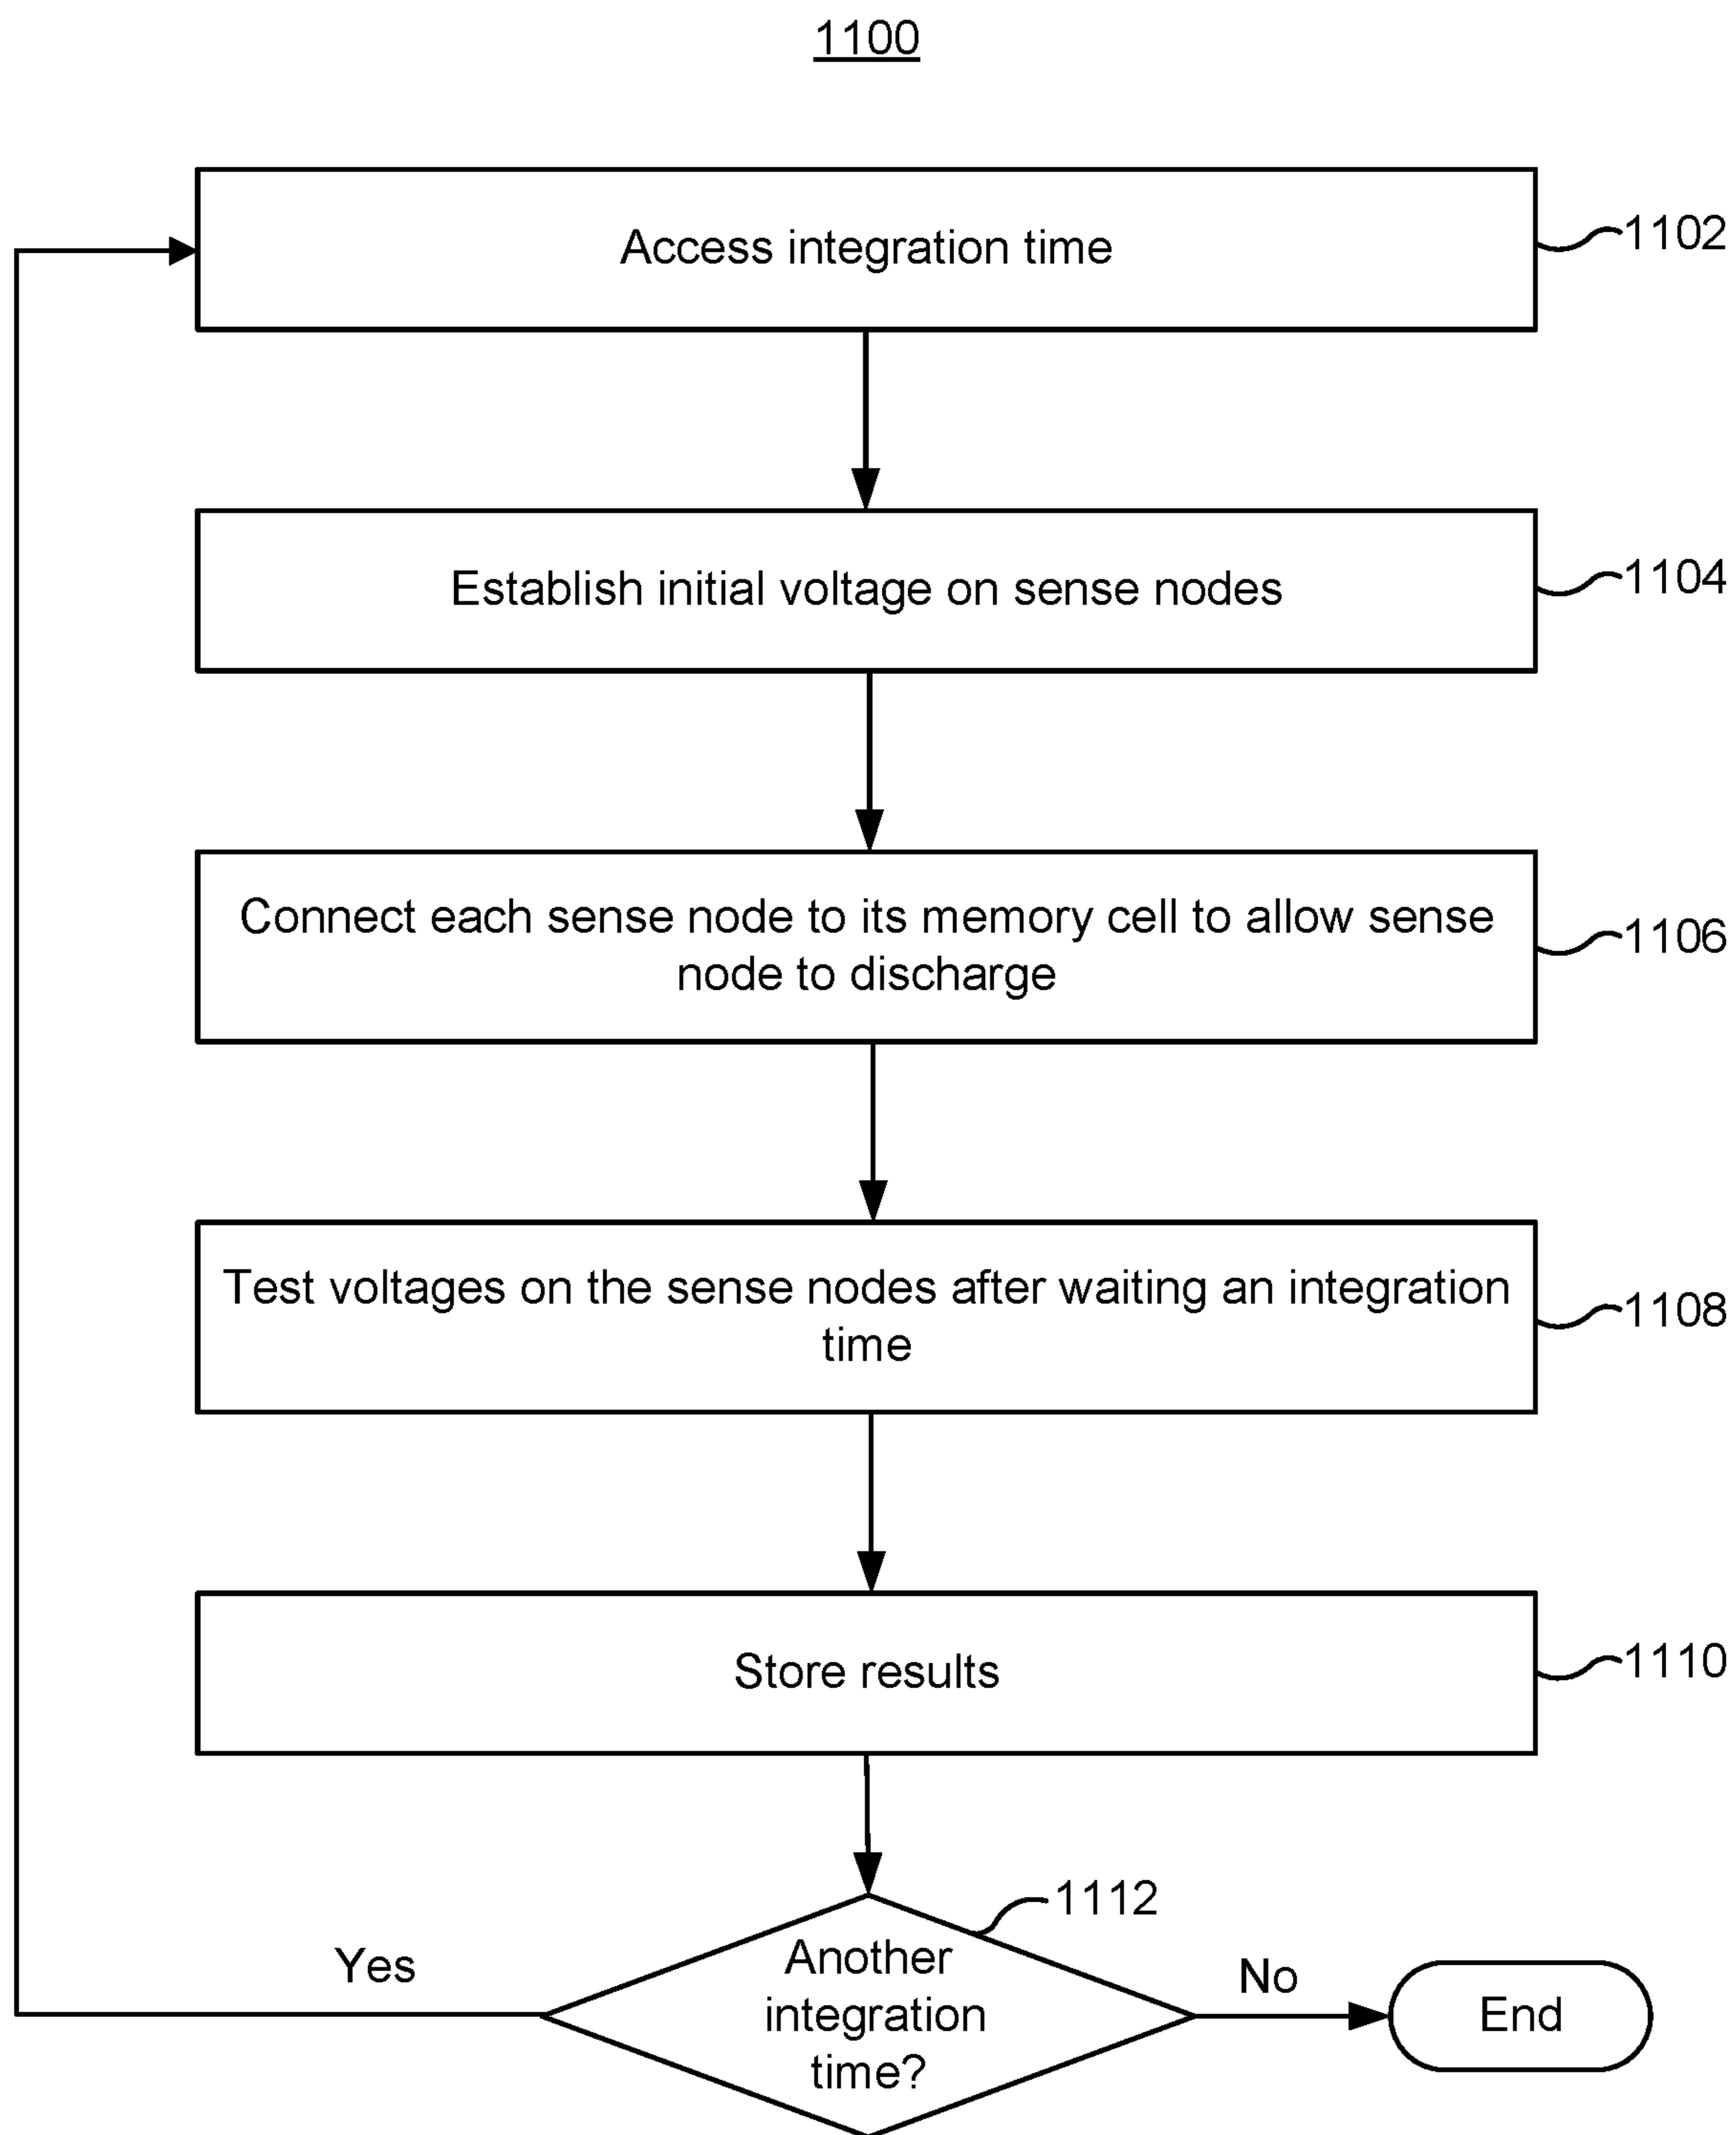 1100
Access integration time
1102
Establish initial voltage on sense nodes
1104
Connect each sense node to its memory cell to allow sense
node to discharge
1106
Test voltages on the sense nodes after waiting an integration
time
1108
Store results
1110
1112
Another
integration
time?
Yes
No
End